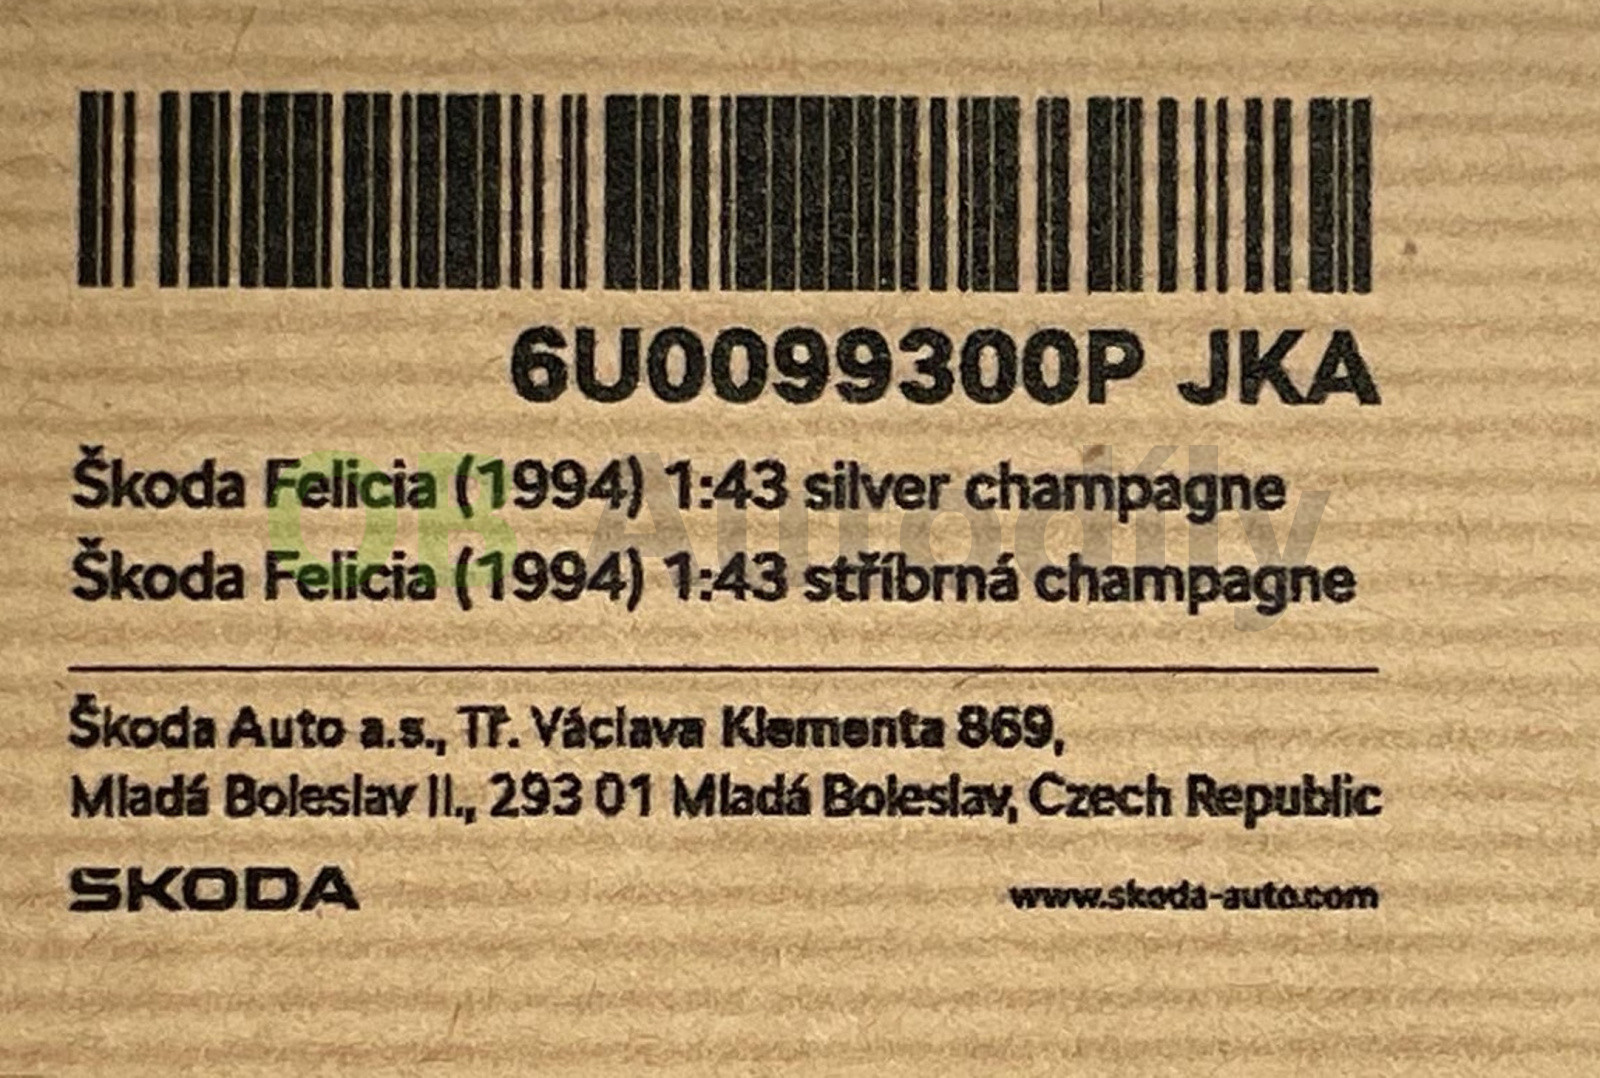 6U0099300P JKA
Škoda Felicia (1994) 1:43 silver champagne
Škoda Felicia (1994) 1:43 stříbrná champagne
Škoda Auto a.s., Tř. Václava Klementa 869,
Mladá Boleslav II., 293 01 Mladá Boleslav, Czech Republic
SKODA
www.skoda-auto.com